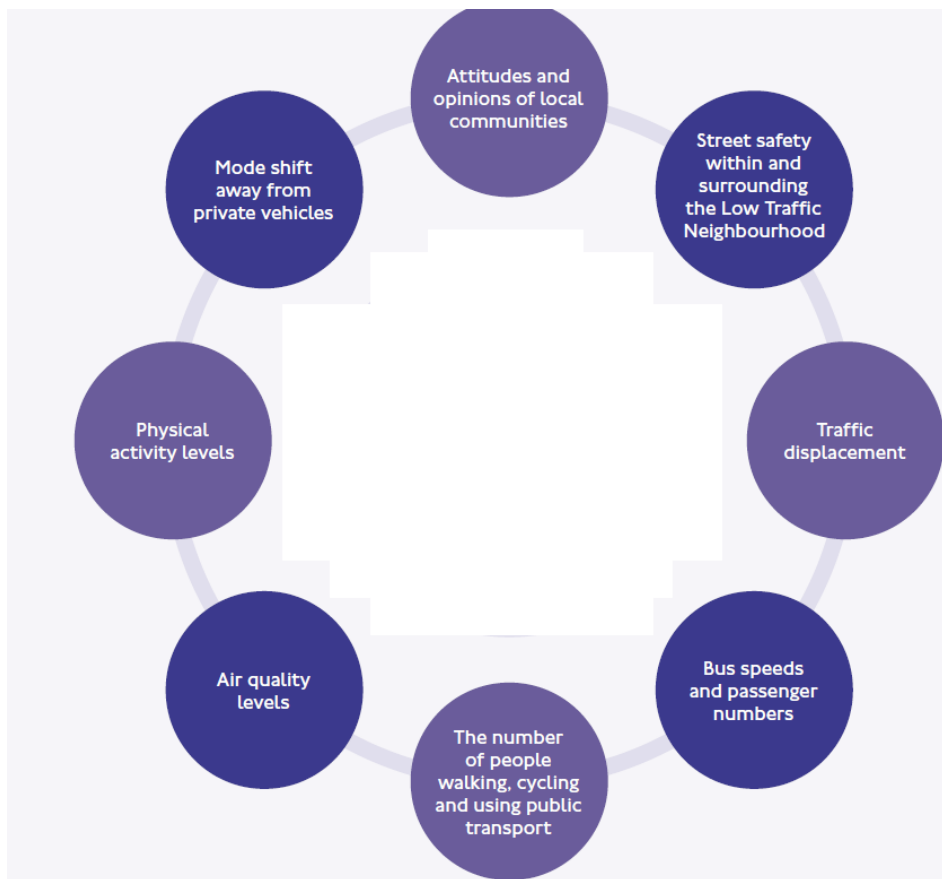 Attitudes and
opinions of local
communities
Street safety
within and
surrounding
the Low Traffic
Neighbourhood
Traffic
displacement
Bus speeds
and passenger
numbers
The number
of people
walking, cycling
and using public
transport
Air quality
levels
Physical
activity levels
Mode shift
away from
private vehicles